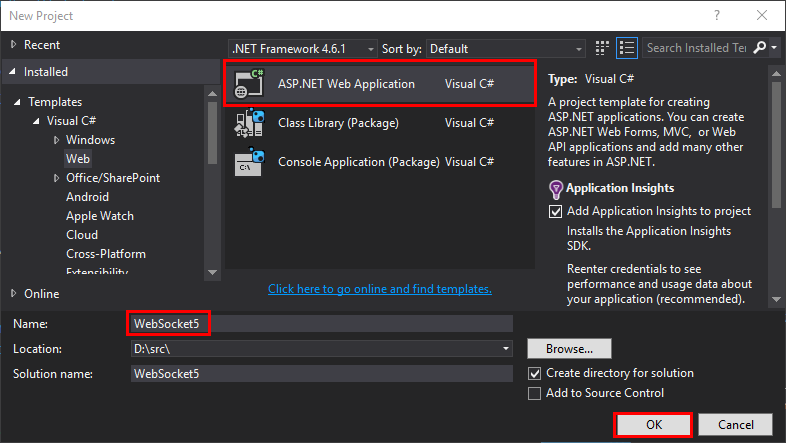 New Project
? X
Recent
.NET Framework 4.6.1
Sort by: Default
Search Installed Te
Installed
Templates
Visual C#
Windows
Web
Office/SharePoint
Android
Apple Watch
Cloud
Cross-Platform
Extensibility
Online
C#
ASP.NET Web Application Visual C#
Class Library (Package) Visual C#
C:\
Console Application (Package) Visual C#
Click here to go online and find templates.
Type: Visual C#
A project template for creating
ASP.NET applications. You can create
ASP.NET Web Forms, MVC, or Web
API applications and add many other
features in ASP.NET.
Application Insights
Add Application Insights to project
Installs the Application Insights
SDK.
Reenter credentials to see
performance and usage data about
your application (recommended).
Name: WebSocket5
Location: D:\src\
Browse...
Solution name: WebSocket5
Create directory for solution
Add to Source Control
OK Cancel